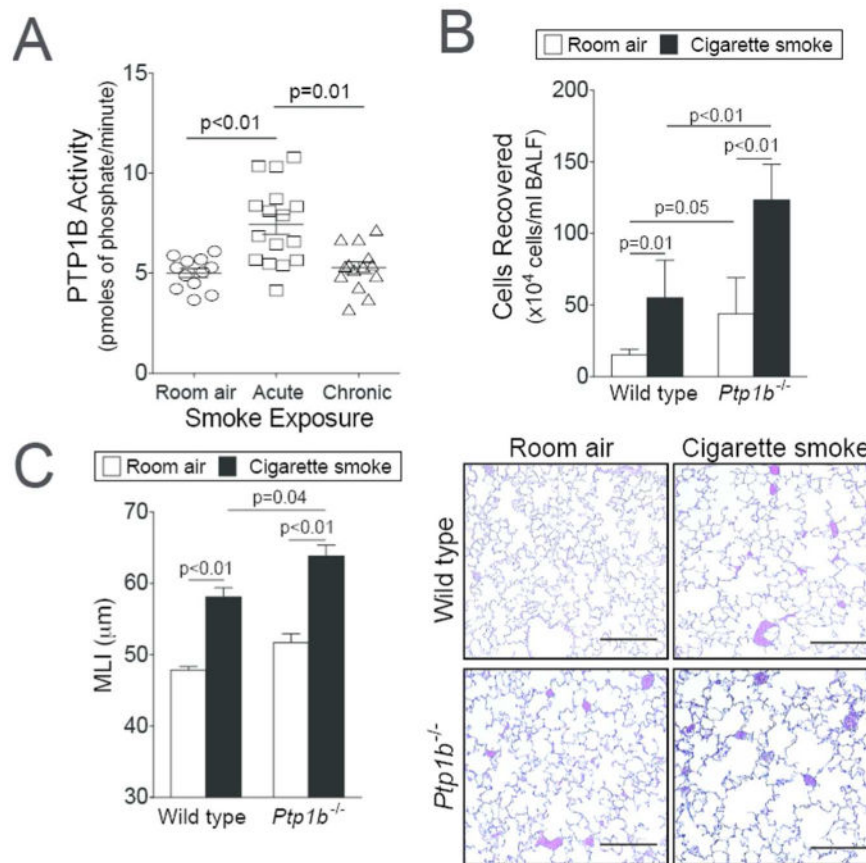 A
15
10
5
0
PTP1B Activity
(pmoles of phosphate/minute)
p<0.01
p=0.01
Room air Acute Chronic
Smoke Exposure
B
Room air Cigarette smoke
200
150
100
50
0
Cells Recovered
(x10⁴ cells/ml BALF)
p<0.01
p<0.01
p=0.05
p=0.01
Wild type Ptp1b⁻/⁻
C
Room air Cigarette smoke
70
60
50
40
30
MLI (μm)
p=0.04
p<0.01
p<0.01
Wild type Ptp1b⁻/⁻
Room air Cigarette smoke
Wild type
Ptp1b⁻/⁻